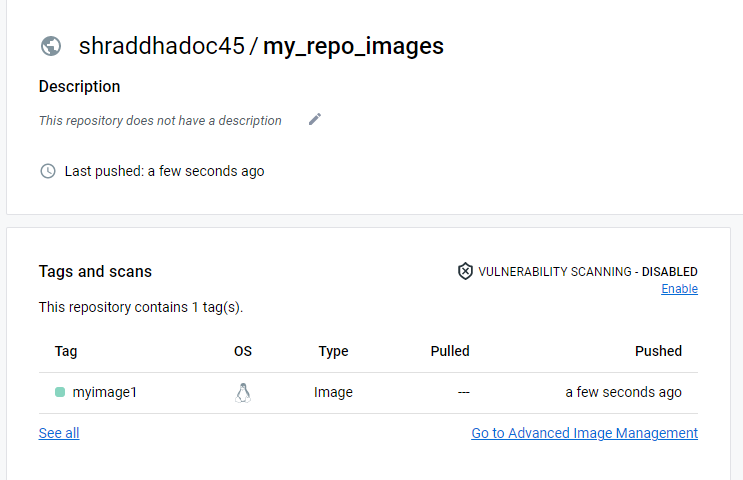 shraddhadoc45 / my_repo_images
Description
This repository does not have a description
Last pushed: a few seconds ago
Tags and scans
VULNERABILITY SCANNING - DISABLED
Enable
This repository contains 1 tag(s).
Tag OS Type Pulled Pushed
myimage1 Image --- a few seconds ago
See all Go to Advanced Image Management